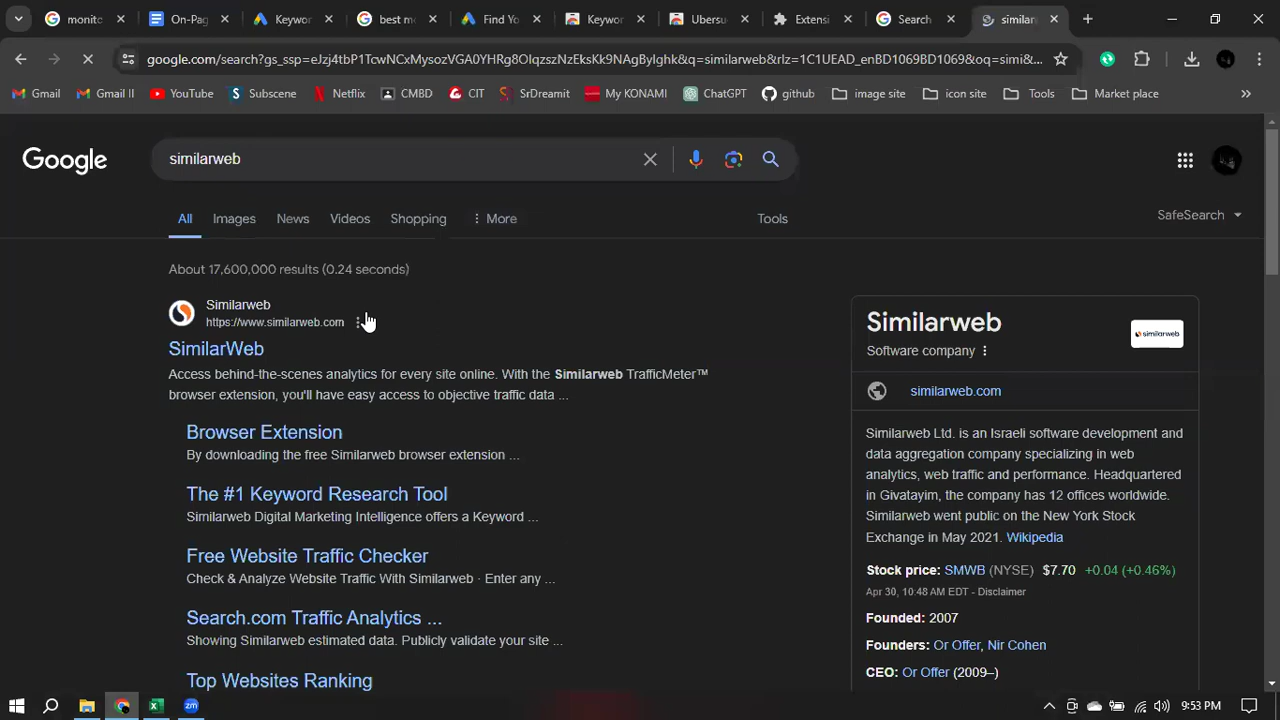 monito
On-Pag
Keywor
best m
Find Yo
Keywor
Ubersu
Extensi
Search
similar
google.com/search?gs_ssp=eJzj4tbP1TcwNCxMysozVGA0YHRg8OIqzszNzEksKk9NAgBylghk&q=similarweb&rlz=1C1UEAD_enBD1069BD1069&oq=simi&...
Gmail
Gmail II
YouTube
Subscene
Netflix
CMBD
CIT
SrDreamit
My KONAMI
ChatGPT
github
image site
icon site
Tools
Market place
Google
similarweb
All
Images
News
Videos
Shopping
More
Tools
SafeSearch
About 17,600,000 results (0.24 seconds)
Similarweb
https://www.similarweb.com
SimilarWeb
Access behind-the-scenes analytics for every site online. With the Similarweb TrafficMeter™
browser extension, you'll have easy access to objective traffic data ...
Browser Extension
By downloading the free Similarweb browser extension ...
The #1 Keyword Research Tool
Similarweb Digital Marketing Intelligence offers a Keyword ...
Free Website Traffic Checker
Check & Analyze Website Traffic With Similarweb · Enter any ...
Search.com Traffic Analytics ...
Showing Similarweb estimated data. Publicly validate your site ...
Top Websites Ranking
Similarweb
Software company
similarweb
similarweb.com
Similarweb Ltd. is an Israeli software development and
data aggregation company specializing in web
analytics, web traffic and performance. Headquartered
in Givatayim, the company has 12 offices worldwide.
Similarweb went public on the New York Stock
Exchange in May 2021. Wikipedia
Stock price: SMWB (NYSE) $7.70 +0.04 (+0.46%)
Apr 30, 10:48 AM EDT - Disclaimer
Founded: 2007
Founders: Or Offer, Nir Cohen
CEO: Or Offer (2009–)
zm
9:53 PM